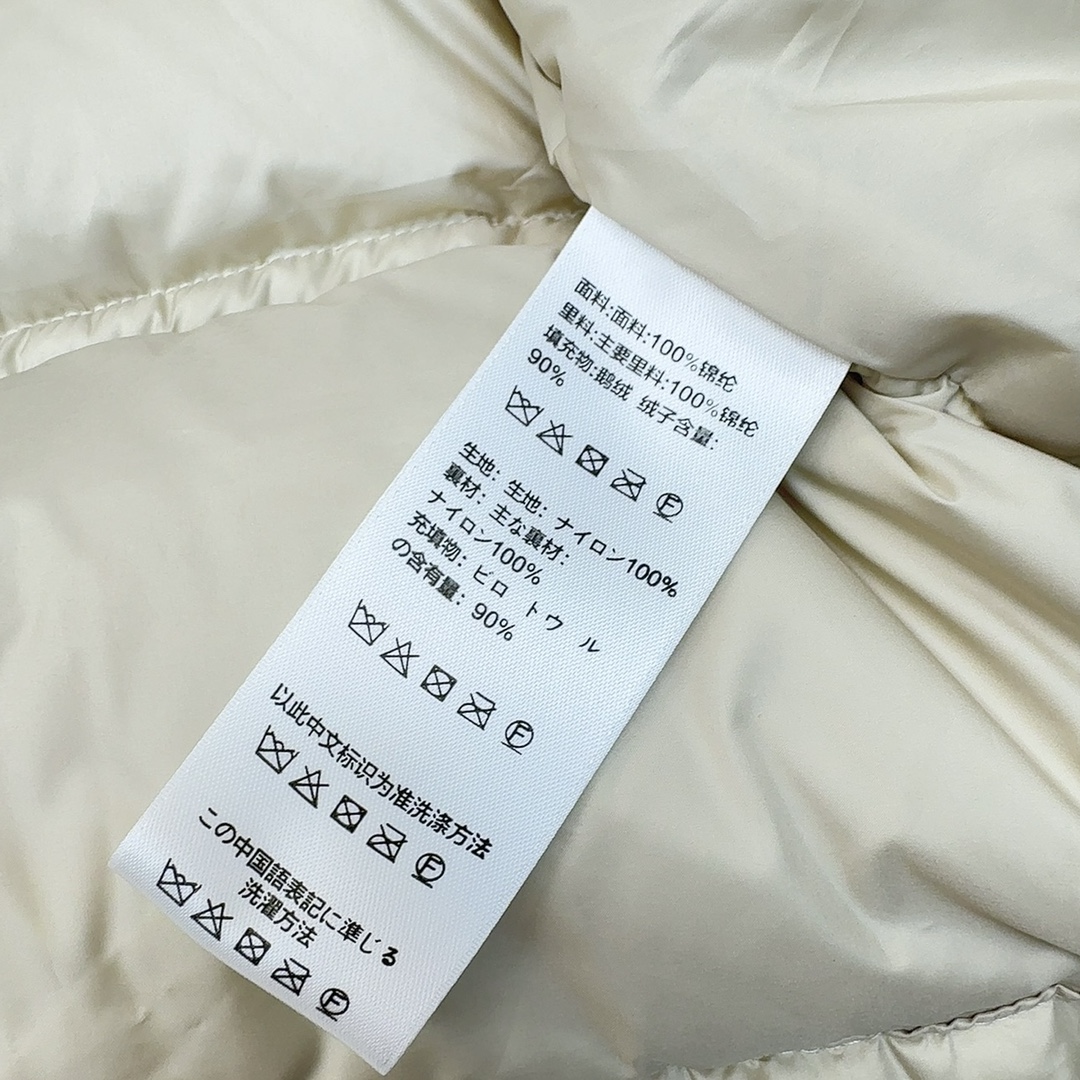 面料:面料:100%锦纶
里料:主要里料:100%锦纶
填充物:鹅绒 绒子含量:
90%
生地: 生地: ナイロン100%
裏材: 主な裏材:
ナイロン100%
充填物: ビロ トウ ル
の含有量: 90%
以此中文标识为准洗涤方法
この中国語表記に準じる
洗濯方法